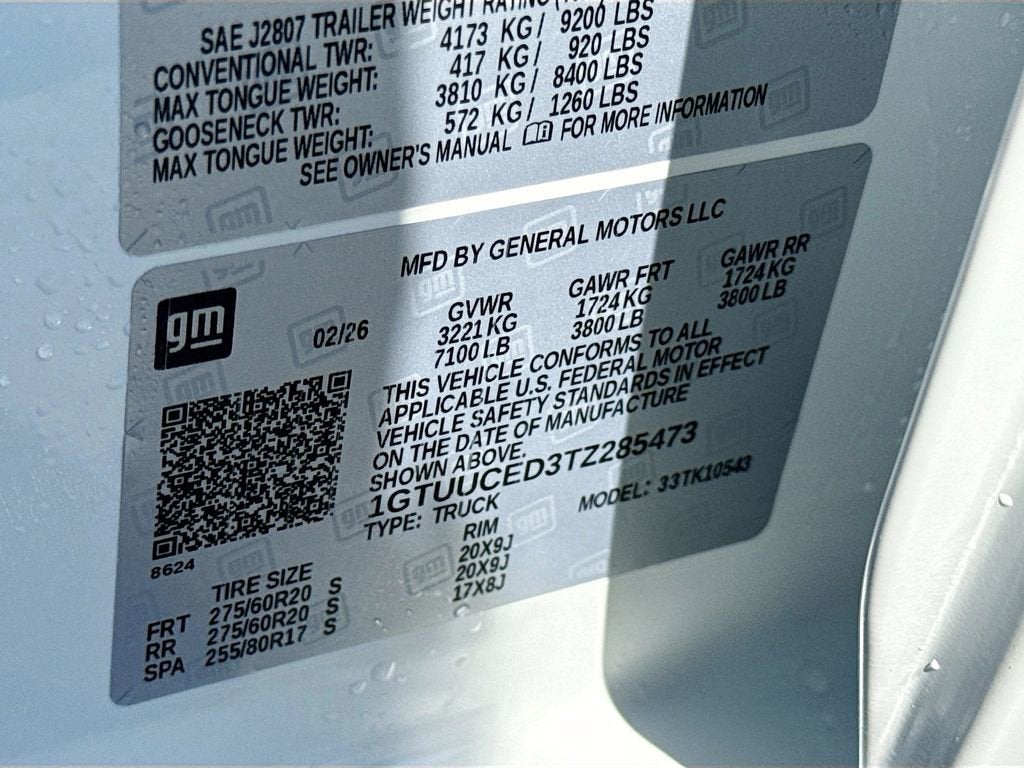 SAE J2807 TRAILER WEIGHT RATING
CONVENTIONAL TWR: 4173 KG/ 9200 LBS
MAX TONGUE WEIGHT: 417 KG/ 920 LBS
GOOSENECK TWR: 3810 KG/ 8400 LBS
MAX TONGUE WEIGHT: 572 KG/ 1260 LBS
SEE OWNER'S MANUAL FOR MORE INFORMATION
MFD BY GENERAL MOTORS LLC
gm
02/26
GVWR GAWR FRT GAWR RR
3221 KG 1724 KG 1724 KG
7100 LB 3800 LB 3800 LB
THIS VEHICLE CONFORMS TO ALL
APPLICABLE U.S. FEDERAL MOTOR
VEHICLE SAFETY STANDARDS IN EFFECT
ON THE DATE OF MANUFACTURE
SHOWN ABOVE.
1GTUUCED3TZ285473
TYPE: TRUCK MODEL: 33TK10543
8624
TIRE SIZE RIM
FRT 275/60R20 S 20X9J
RR 275/60R20 S 20X9J
SPA 255/80R17 S 17X8J